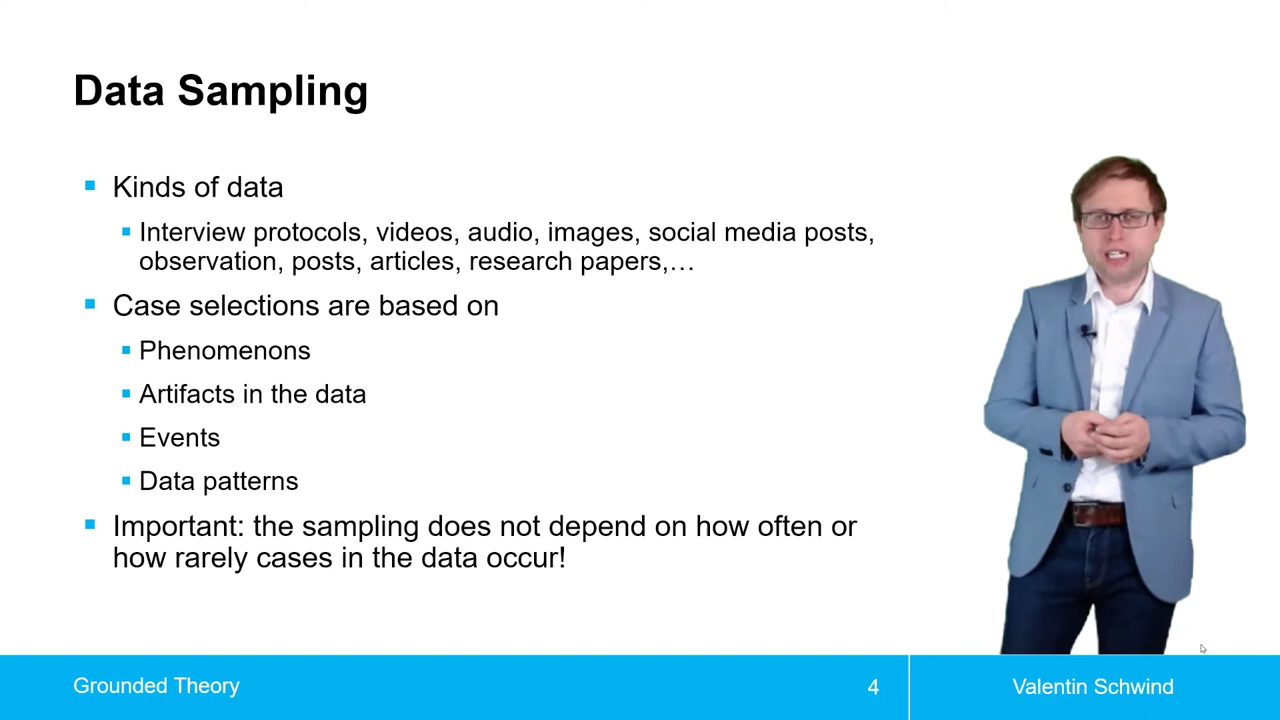 Data Sampling
Kinds of data
Interview protocols, videos, audio, images, social media posts,
observation, posts, articles, research papers,…
Case selections are based on
Phenomenons
Artifacts in the data
Events
Data patterns
Important: the sampling does not depend on how often or
how rarely cases in the data occur!
Grounded Theory
4
Valentin Schwind